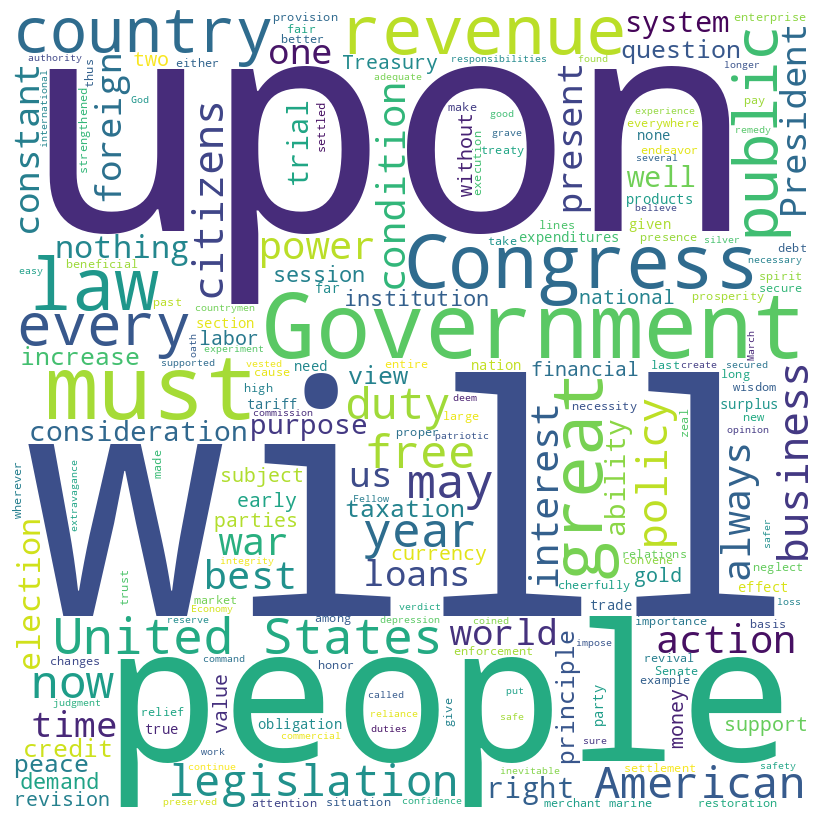 country
revenue
provision
fair
better
system
enterprise
authority
thus
two
either
one
Treasury
responsibilities
found
question
longer
upon
God
international
strengthened
constant
foreign
citizens
trial
settled
adequate
condition
without
make
good
grave
treaty
execution
present
experience
everywhere
none
endeavor
several
well
products
believe
public
pay
remedy
President
nothing
power
lines
expenditures
given
presence
silver
debt
necessary
take
Congress
easy
beneficial
session
far
institution
national
spirit
secure
prosperity
law
past
countrymen
section
Government
every
oath
labor
experiment
increase
supported
vested
cause
need
entire
nation
financial
last
create
secured
March
long
wisdom
must
high
tariff
commission
view
deem
duty
large
proper
patriotic
necessity
surplus
new
opinion
consideration
purpose
free
great
interest
ability
policy
zeal
always
business
wherever
extravagance
made
subject
us
Fellow
may
early
taxation
parties
year
currency
relations
convene
safer
war
integrity
best
loans
cheerfully
gold
neglect
effect
will
election
trust
market
reserve
Economy
depression
among
verdict
coined
trade
importance
basis
loss
United States
world
principle
impose
action
changes
command
honor
enforcement
revival
Senate
example
now
judgment
people
value
relief
true
obligation
called
reliance
commercial
duties
give
put
safe
sure
party
money
support
time
credit
work
continue
peace
demand
revision
preserved
legislation
attention
situation
confidence
inevitable
right
settlement
American
safety
merchant marine
restoration